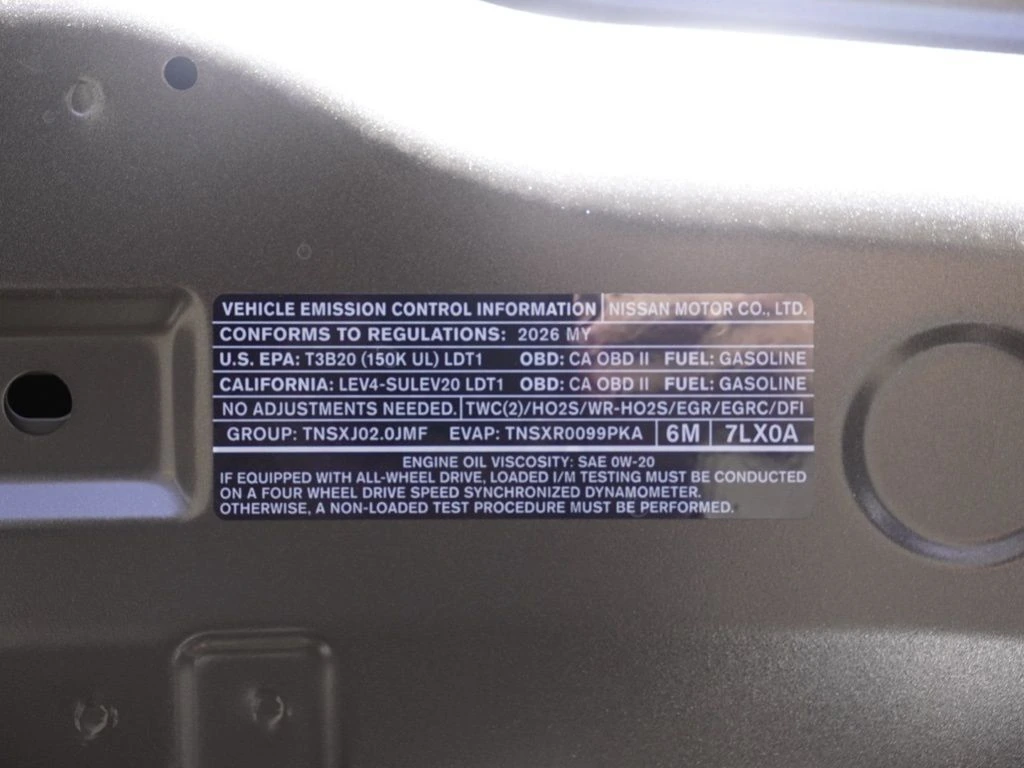 VEHICLE EMISSION CONTROL INFORMATION NISSAN MOTOR CO., LTD.
CONFORMS TO REGULATIONS: 2026 MY
U.S. EPA: T3B20 (150K UL) LDT1 OBD: CA OBD II FUEL: GASOLINE
CALIFORNIA: LEV4-SULEV20 LDT1 OBD: CA OBD II FUEL: GASOLINE
NO ADJUSTMENTS NEEDED. TWC(2)/HO2S/WR-HO2S/EGR/EGRC/DFI
GROUP: TNSXJ02.0JMF EVAP: TNSXR0099PKA 6M 7LX0A
ENGINE OIL VISCOSITY: SAE 0W-20
IF EQUIPPED WITH ALL-WHEEL DRIVE, LOADED I/M TESTING MUST BE CONDUCTED
ON A FOUR WHEEL DRIVE SPEED SYNCHRONIZED DYNAMOMETER.
OTHERWISE, A NON-LOADED TEST PROCEDURE MUST BE PERFORMED.